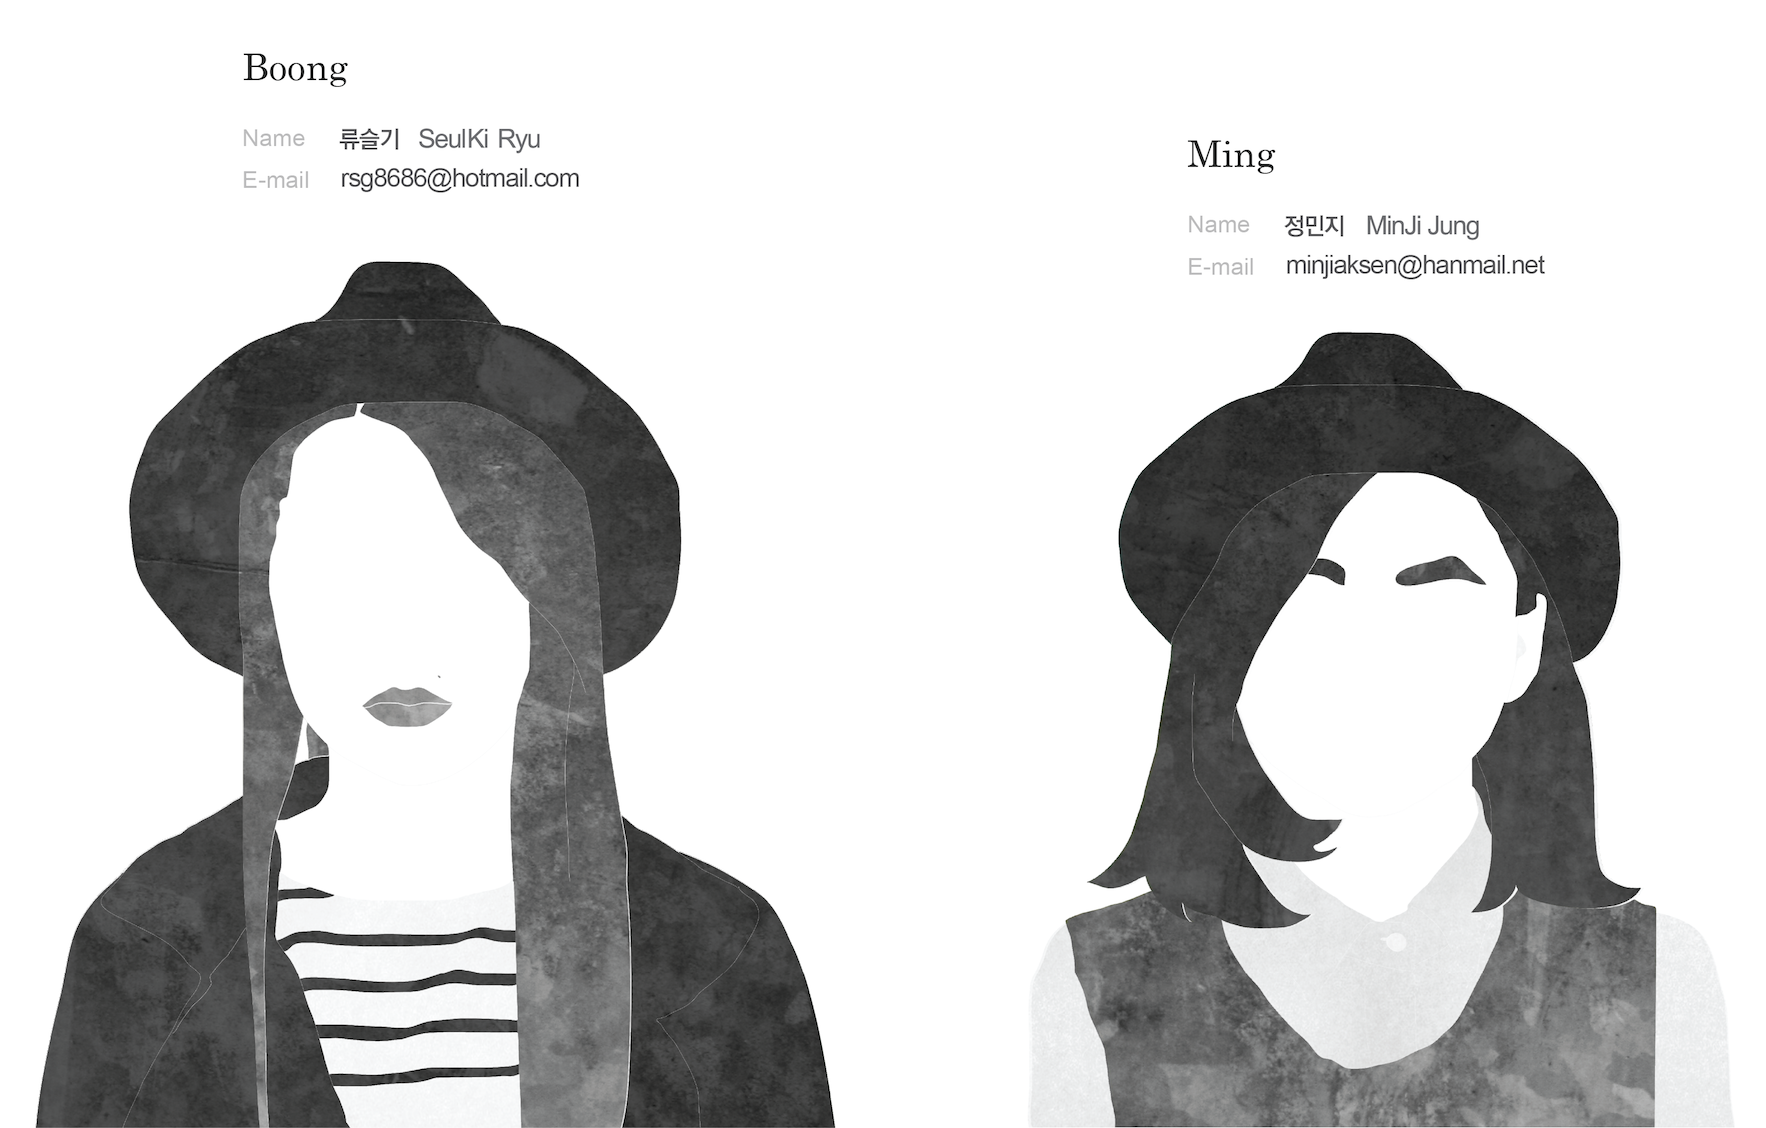 Boong
Name 류슬기 SeulKi Ryu
E-mail rsg8686@hotmail.com
Ming
Name 정민지 MinJi Jung
E-mail minjiaksen@hanmail.net